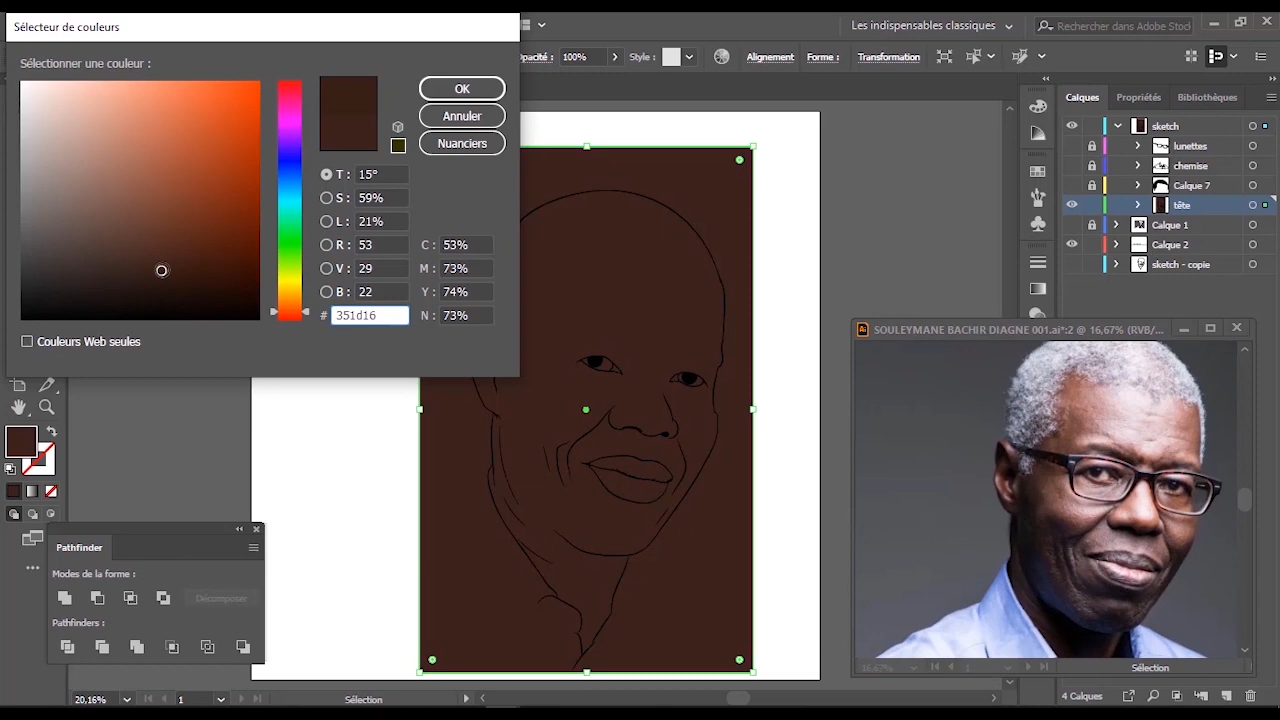 Sélecteur de couleurs
Les indispensables classiques
Rechercher dans Adobe Stock
Sélectionner une couleur :
OK
Annuler
Nuanciers
T : 15°
S : 59%
L : 21%
R : 53
V : 29
B : 22
# 351d16
C : 53%
M : 73%
Y : 74%
N : 73%
Couleurs Web seules
Opacité : 100%
Style :
Alignement
Forme :
Transformation
Calques
Propriétés
Bibliothèques
sketch
lunettes
chemise
Calque 7
tête
Calque 1
Calque 2
sketch - copie
SOULEYMANE BACHIR DIAGNE 001.ai*:2 @ 16,67% (RVB/...
16,67%
1
Sélection
Pathfinder
Modes de la forme :
Décomposer
Pathfinders :
20,16%
1
Sélection
4 Calques